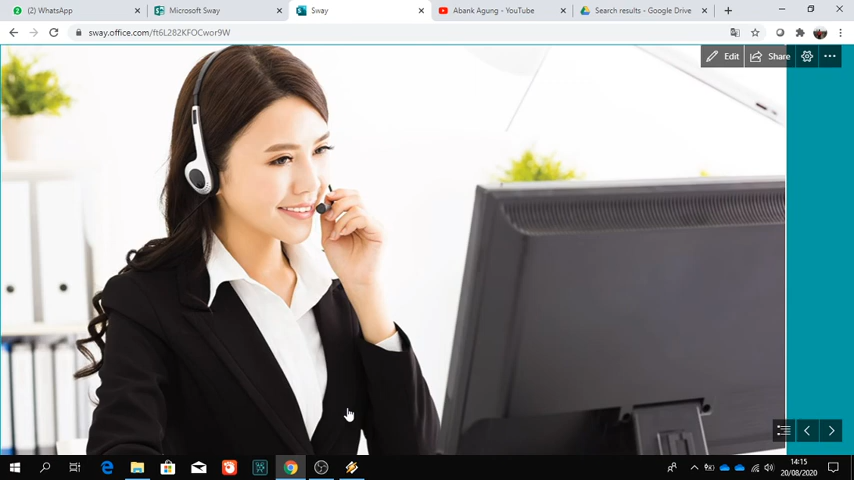 (2) WhatsApp
Microsoft Sway
Sway
Abank Agung - YouTube
Search results - Google Drive
sway.office.com/ft6L282KFOCwor9W
Edit
Share
14:15
20/08/2020